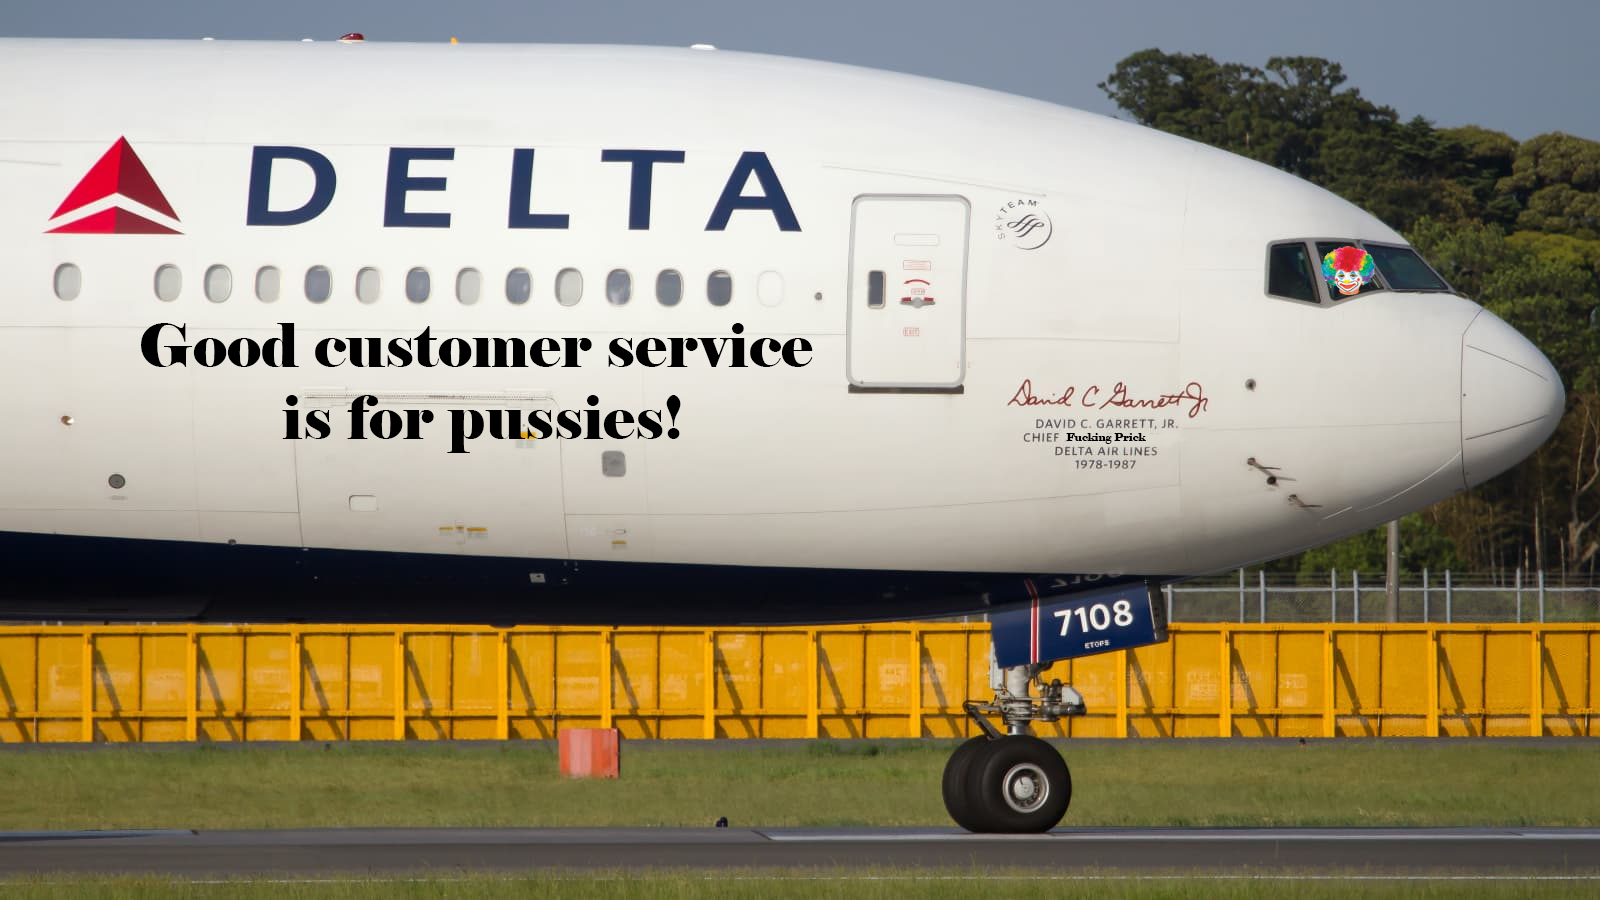 DELTA
SKYTEAM
Good customer service
is for pussies!
EXIT
David C Garrett Jr
DAVID C. GARRETT, JR.
CHIEF Fucking Prick
DELTA AIR LINES
1978-1987
7108
ETOPS